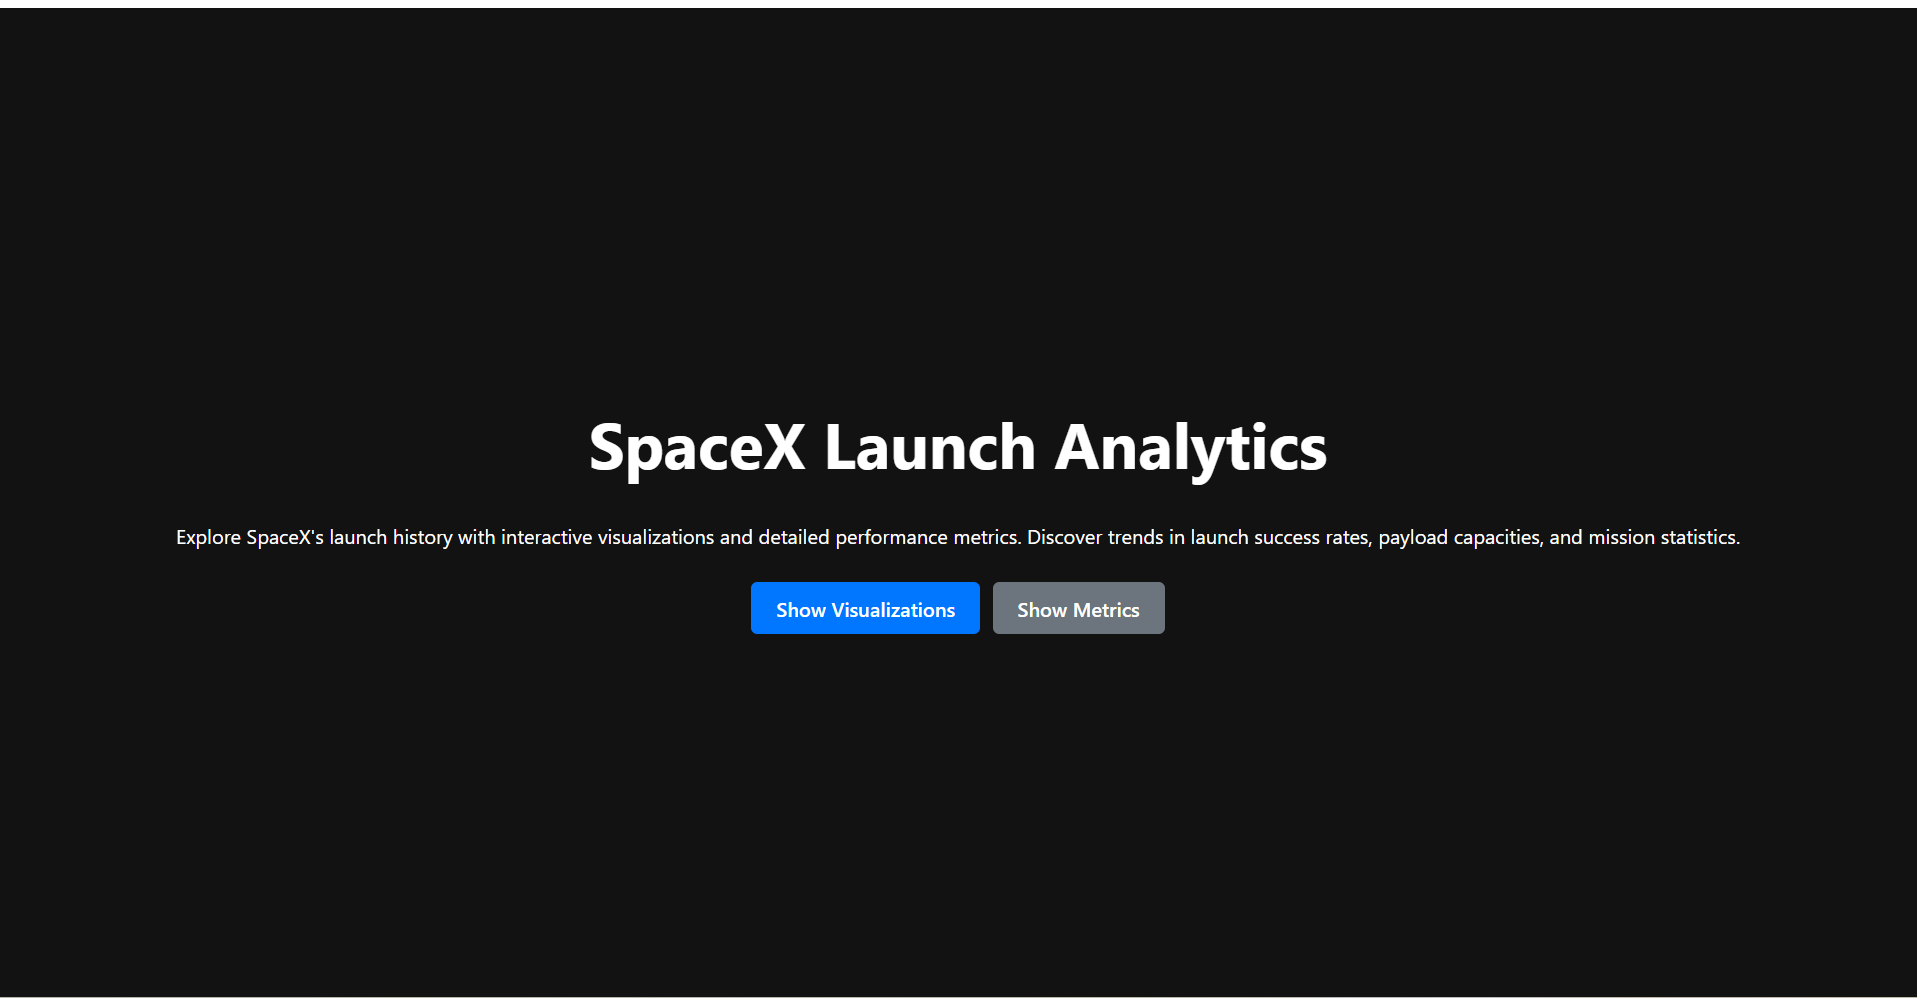 SpaceX Launch Analytics
Explore SpaceX's launch history with interactive visualizations and detailed performance metrics. Discover trends in launch success rates, payload capacities, and mission statistics.
Show Visualizations
Show Metrics